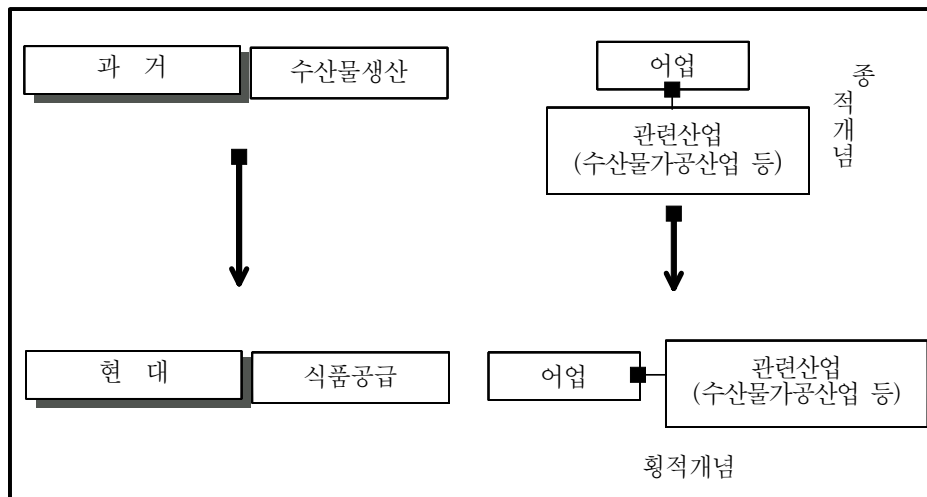 과 거
수산물생산
어업
종적개념
관련산업
(수산물가공산업 등)
현 대
식품공급
어업
관련산업
(수산물가공산업 등)
횡적개념